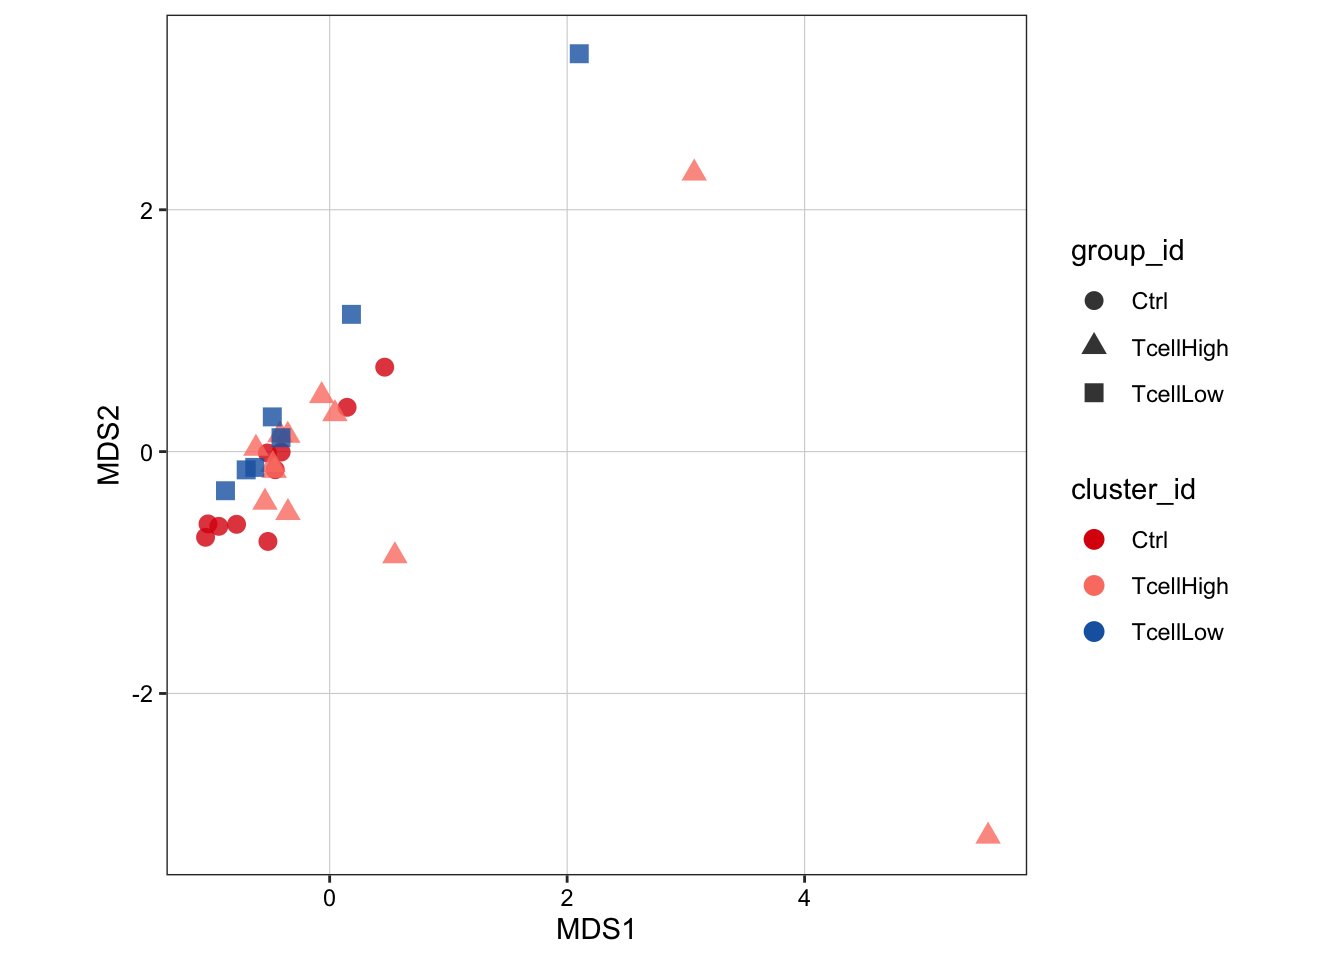 2
0
-2
MDS2
0
2
4
MDS1
group_id
Ctrl
TcellHigh
TcellLow
cluster_id
Ctrl
TcellHigh
TcellLow